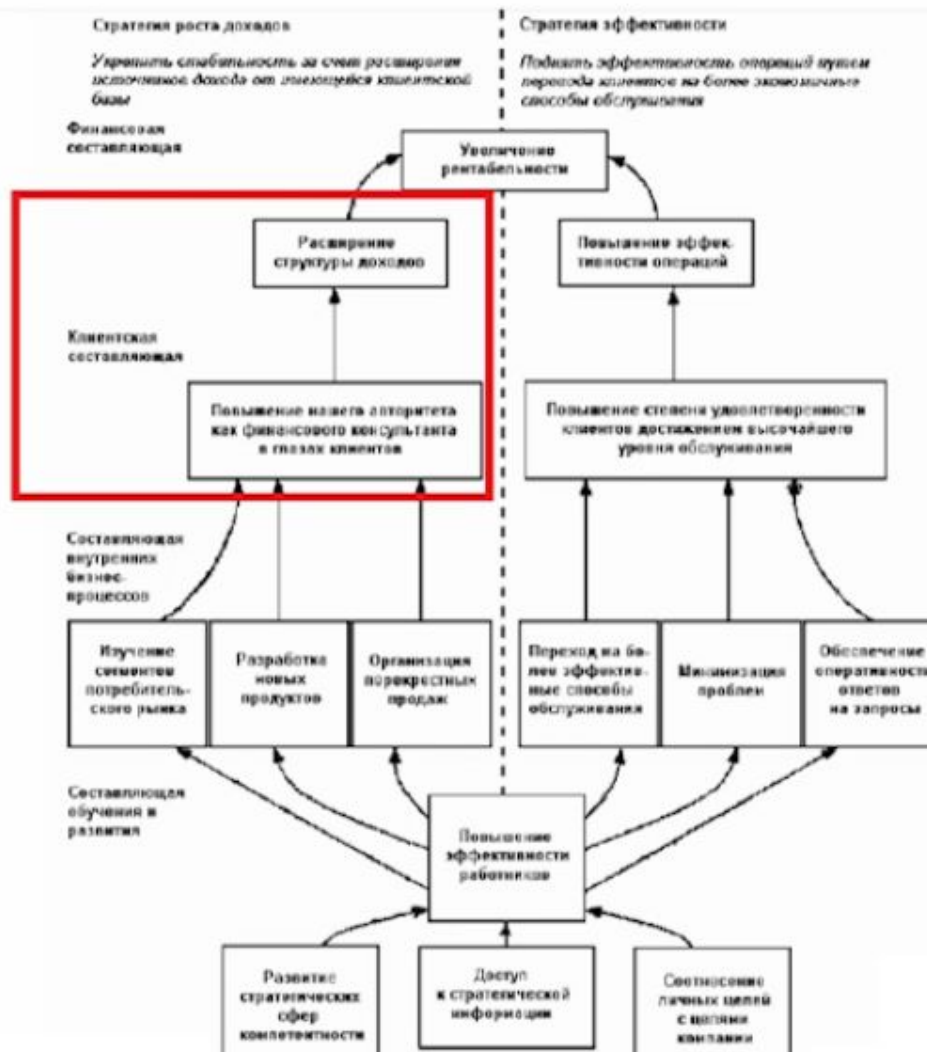 Стратегия роста доходов
Укрепить стабильность за счет расширения
источников дохода от имеющейся клиентской
базы
Стратегия эффективности
Поднять эффективность операций путем
перевода клиентов на более экономичные
способы обслуживания
Финансовая
составляющая
Увеличение
рентабельности
Расширение
структуры доходов
Повышение эффек-
тивности операций
Клиентская
составляющая
Повышение нашего авторитета
как финансового консультанта
в глазах клиентов
Повышение степени удовлетворенности
клиентов достижением высочайшего
уровня обслуживания
Составляющая
внутренних
бизнес-
процессов
Изучение
сегментов
потребитель-
ского рынка
Разработка
новых
продуктов
Организация
перекрестных
продаж
Переход на бо-
лее эффектив-
ные способы
обслуживания
Минимизация
проблем
Обеспечение
оперативности
ответов
на запросы
Составляющая
обучения и
развития
Повышение
эффективности
работников
Развитие
стратегических
сфер
компетентности
Доступ
к стратегической
информации
Соотнесение
личных целей
с целями
компании